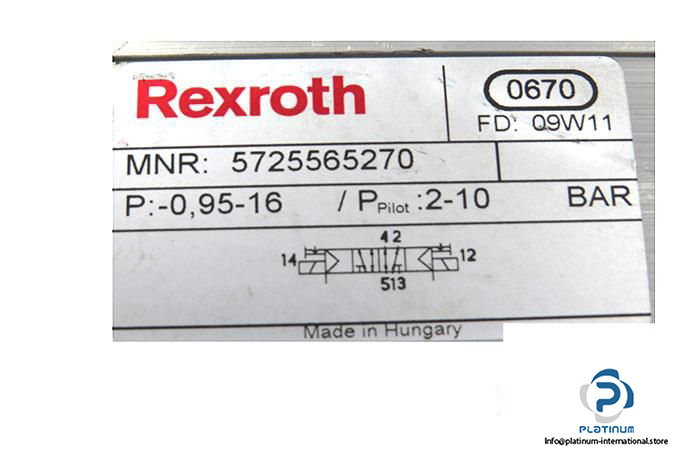 Rexroth
0670
FD: 09W11
MNR: 5725565270
P:-0,95-16 / PPilot :2-10 BAR
4 2
14
12
513
Made in Hungary
P
PLATINUM
Info@platinum-international.store